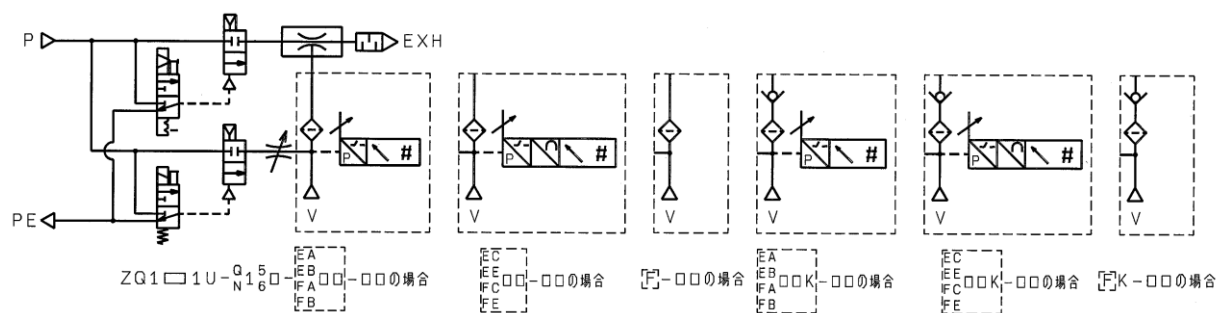 P
EXH
PE
P
#
V
P
#
V
V
P
#
V
P
#
V
V
ZQ1□1U-Q/N 1 5/6 □-EA/EB/FA/FB □□-□□の場合
EC/EE/FC/FE □□-□□の場合
F-□□の場合
EA/EB/FA/FB □□K-□□の場合
EC/EE/FC/FE □□K-□□の場合
FK-□□の場合